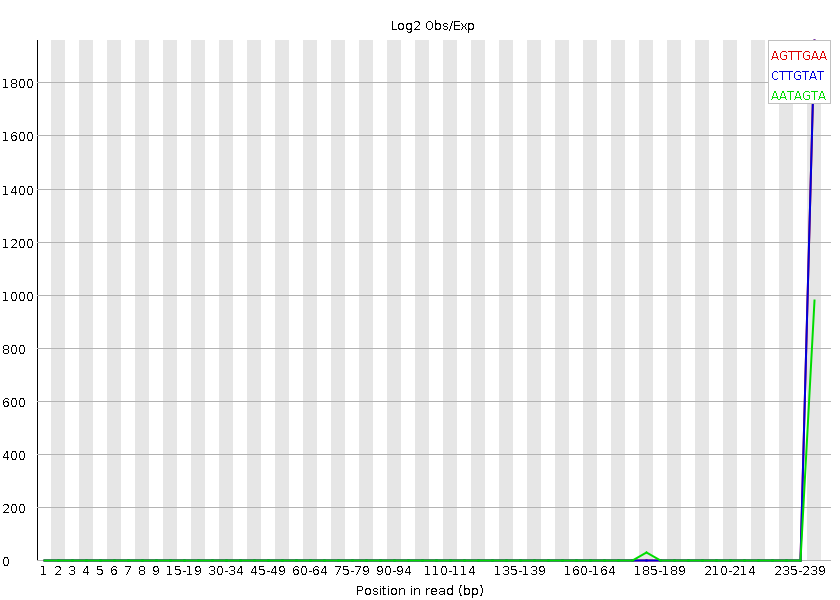 Log2 Obs/Exp
AGTTGAA
CTTGTAT
AATAGTA
1800
1600
1400
1200
1000
800
600
400
200
0
1 2 3 4 5 6 7 8 9 15-19 30-34 45-49 60-64 75-79 90-94 110-114 135-139 160-164 185-189 210-214 235-239
Position in read (bp)